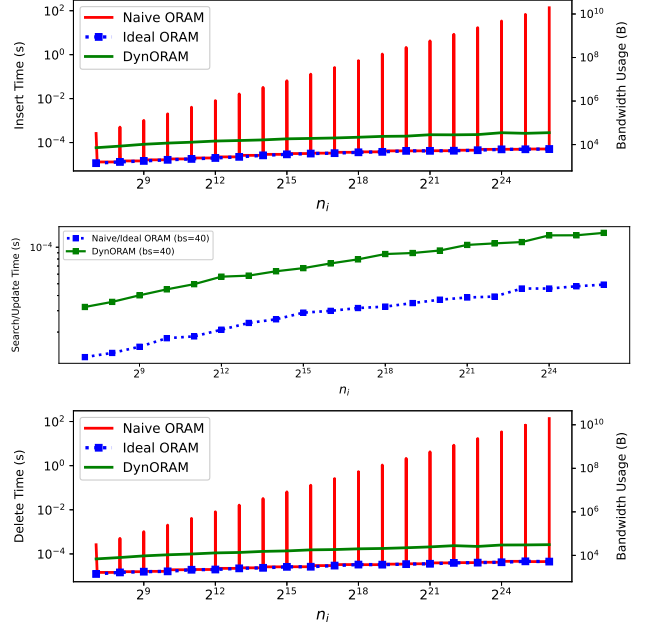 Insert Time (s)
10^2
10^0
10^-2
10^-4
Naive ORAM
Ideal ORAM
DynORAM
10^10
10^8
10^6
10^4
Bandwidth Usage (B)
2^9
2^12
2^15
2^18
2^21
2^24
n_i
Search/Update Time (s)
10^-4
Naive/Ideal ORAM (bs=40)
DynORAM (bs=40)
2^9
2^12
2^15
2^18
2^21
2^24
n_i
Delete Time (s)
10^2
10^0
10^-2
10^-4
Naive ORAM
Ideal ORAM
DynORAM
10^10
10^8
10^6
10^4
Bandwidth Usage (B)
2^9
2^12
2^15
2^18
2^21
2^24
n_i